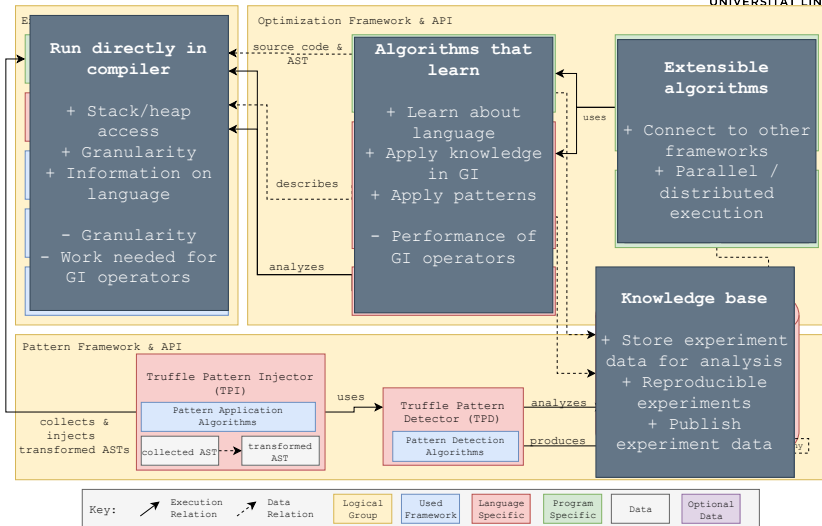 UNIVERSITÄT LIN
Optimization Framework & API
Run directly in
compiler
+ Stack/heap
access
+ Granularity
+ Information on
language
- Granularity
- Work needed for
GI operators
source code &
AST
describes
analyzes
Algorithms that
learn
+ Learn about
language
+ Apply knowledge
in GI
+ Apply patterns
- Performance of
GI operators
uses
Extensible
algorithms
+ Connect to other
frameworks
+ Parallel /
distributed
execution
Knowledge base
+ Store experiment
data for analysis
+ Reproducible
experiments
+ Publish
experiment data
Pattern Framework & API
Truffle Pattern Injector
(TPI)
Pattern Application
Algorithms
collected AST
transformed
AST
collects &
injects
transformed ASTs
uses
Truffle Pattern
Detector (TPD)
Pattern Detection
Algorithms
analyzes
produces
Key:
Execution
Relation
Data
Relation
Logical
Group
Used
Framework
Language
Specific
Program
Specific
Data
Optional
Data